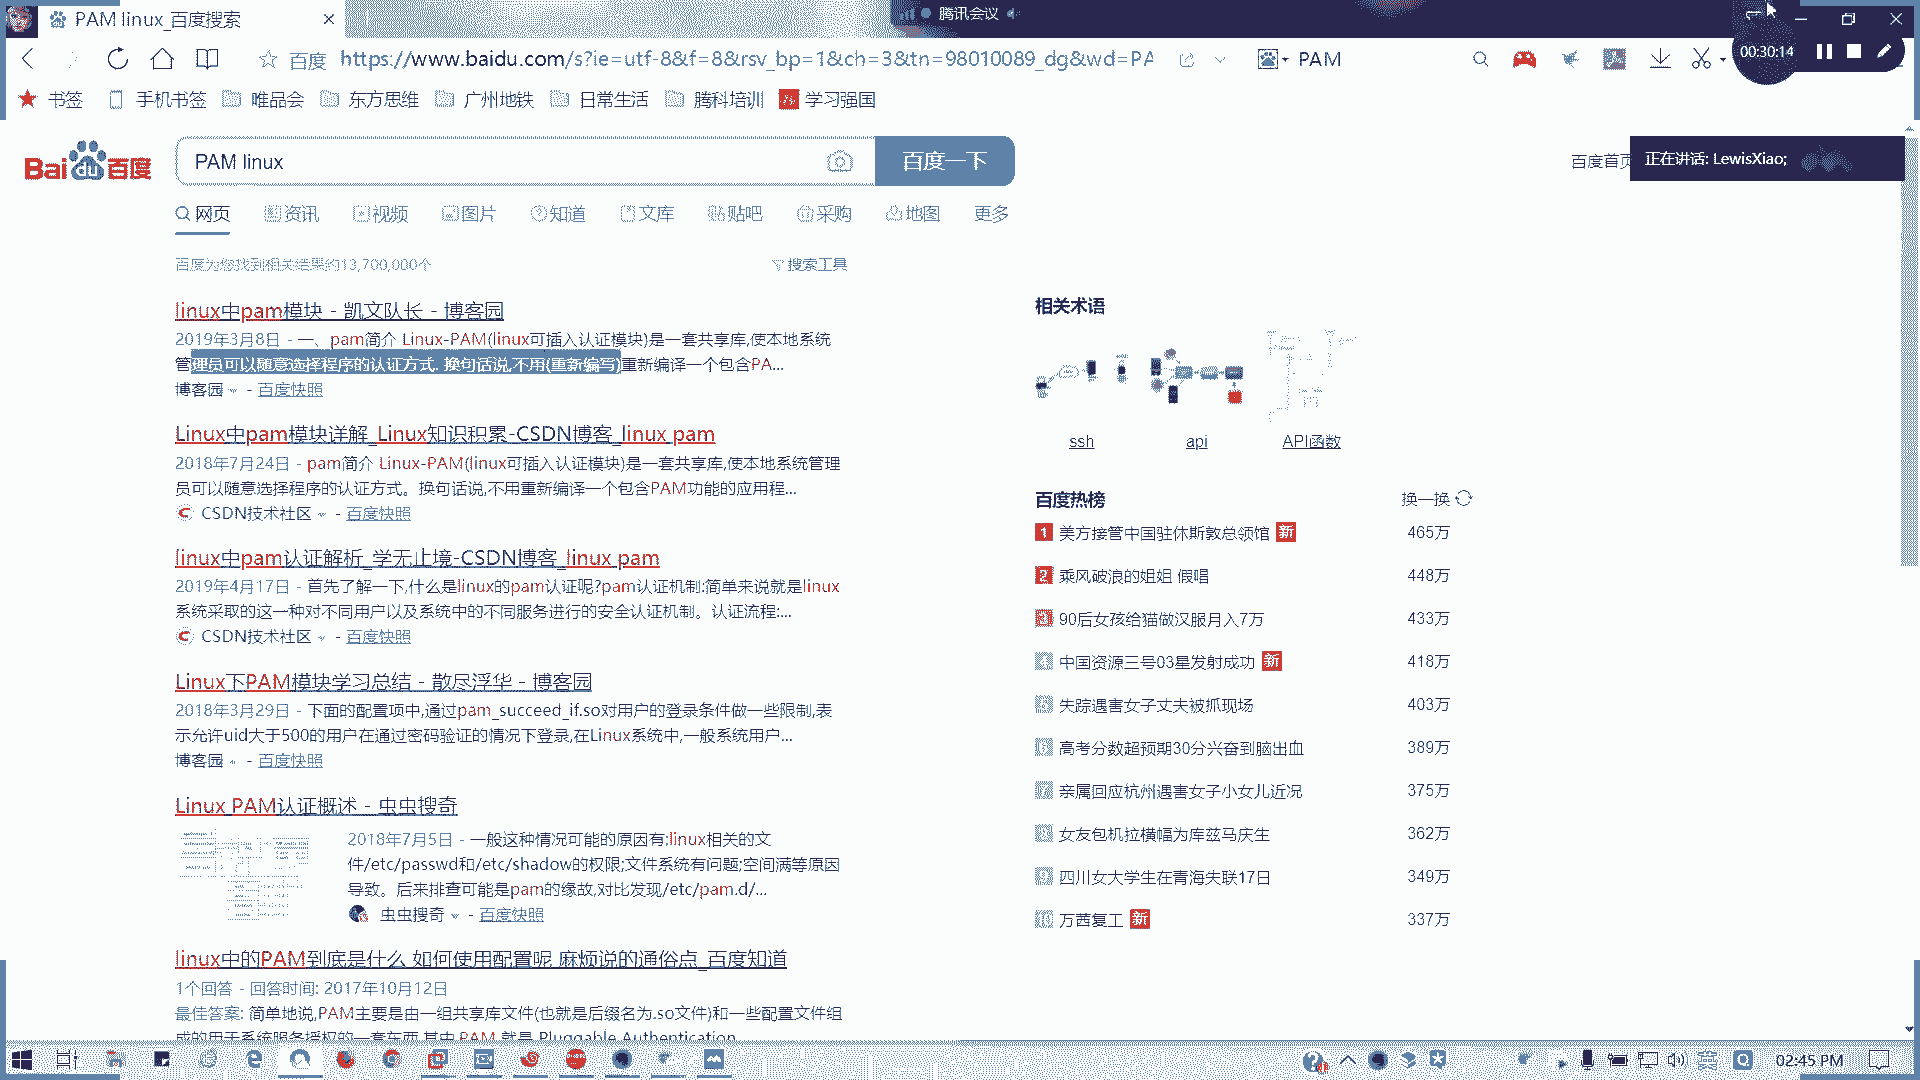 PAM linux_百度搜索
腾讯会议
百度 https://www.baidu.com/s?ie=utf-8&f=8&rsv_bp=1&ch=3&tn=98010089_dg&wd=PA
PAM
00:30:14
书签 手机书签 唯品会 东方思维 广州地铁 日常生活 腾科培训 学习强国
Baidu百度
PAM linux
百度一下
百度首页
正在讲话: LewisXiao;
网页 资讯 视频 图片 知道 文库 贴吧 采购 地图 更多
百度为您找到相关结果约13,700,000个
搜索工具
linux中pam模块 - 凯文队长 - 博客园
2019年3月8日 - 一、pam简介 Linux-PAM(linux可插入认证模块)是一套共享库,使本地系统
管理员可以随意选择程序的认证方式. 换句话说,不用(重新编写)重新编译一个包含PA...
博客园 - 百度快照
Linux中pam模块详解_Linux知识积累-CSDN博客_linux pam
2018年7月24日 - pam简介 Linux-PAM(linux可插入认证模块)是一套共享库,使本地系统管理
员可以随意选择程序的认证方式。换句话说,不用重新编译一个包含PAM功能的应用程...
CSDN技术社区 - 百度快照
linux中pam认证解析_学无止境-CSDN博客_linux pam
2019年4月17日 - 首先了解一下,什么是linux的pam认证呢?pam认证机制:简单来说就是linux
系统采取的这一种对不同用户以及系统中的不同服务进行的安全认证机制。认证流程:...
CSDN技术社区 - 百度快照
Linux下PAM模块学习总结 - 散尽浮华 - 博客园
2018年3月29日 - 下面的配置项中,通过pam_succeed_if.so对用户的登录条件做一些限制,表
示允许uid大于500的用户在通过密码验证的情况下登录,在Linux系统中,一般系统用户...
博客园 - 百度快照
Linux PAM认证概述 - 虫虫搜奇
2018年7月5日 - 一般这种情况可能的原因有:linux相关的文
件/etc/passwd和/etc/shadow的权限;文件系统有问题;空间满等原因
导致。后来排查可能是pam的缘故,对比发现/etc/pam.d/...
虫虫搜奇 - 百度快照
linux中的PAM到底是什么 如何使用配置呢 麻烦说的通俗点_百度知道
1个回答 - 回答时间: 2017年10月12日
最佳答案: 简单地说,PAM主要是由一组共享库文件(也就是后缀名为.so文件)和一些配置文件组
成的用于系统服务授权的一套东西.其中 PAM 就是 Pluggable Authentication
相关术语
ssh api API函数
百度热榜 换一换
1 美方接管中国驻休斯敦总领馆 新 465万
2 乘风破浪的姐姐 假唱 448万
3 90后女孩给猫做汉服月入7万 433万
4 中国资源三号03星发射成功 新 418万
5 失踪遇害女子丈夫被抓现场 403万
6 高考分数超预期30分兴奋到脑出血 389万
7 亲属回应杭州遇害女子小女儿近况 375万
8 女友包机拉横幅为库兹马庆生 362万
9 四川女大学生在青海失联17日 349万
10 万茜复工 新 337万
英
02:45 PM